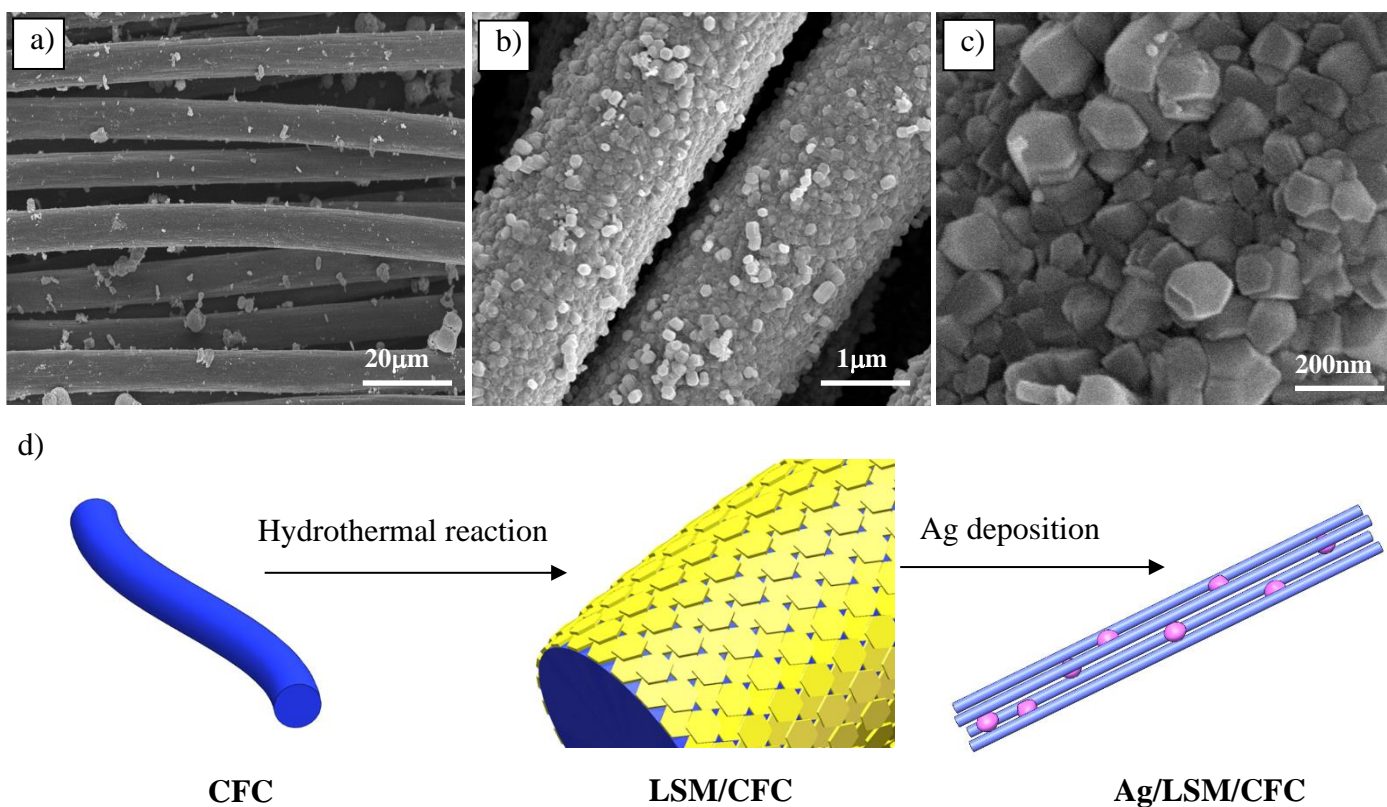 a)
b)
c)
20μm
1μm
200nm
d)
Hydrothermal reaction
Ag deposition
CFC
LSM/CFC
Ag/LSM/CFC